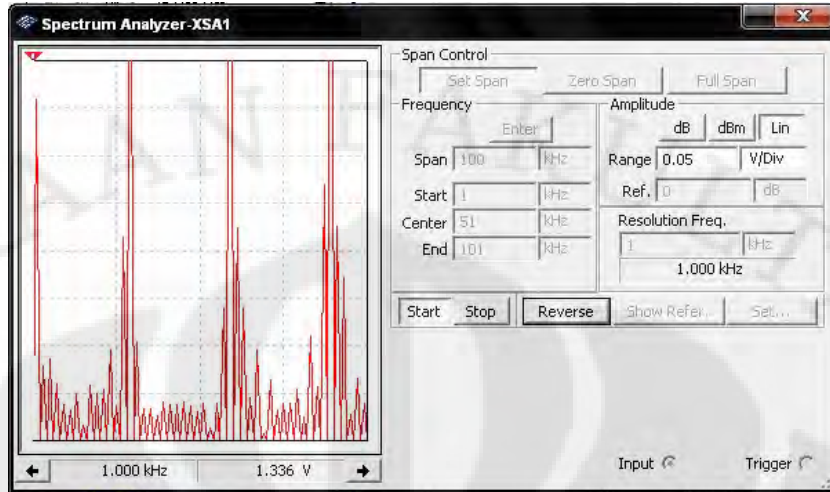 Spectrum Analyzer-XSA1
Span Control
Set Span Zero Span Full Span
Frequency
Enter
Span 100 kHz
Start 1 kHz
Center 51 kHz
End 101 kHz
Amplitude
dB dBm Lin
Range 0.05 V/Div
Ref. 0 dB
Resolution Freq.
1 kHz
1.000 kHz
Start Stop Reverse Show Refer. Set...
1.000 kHz 1.336 V
Input Trigger